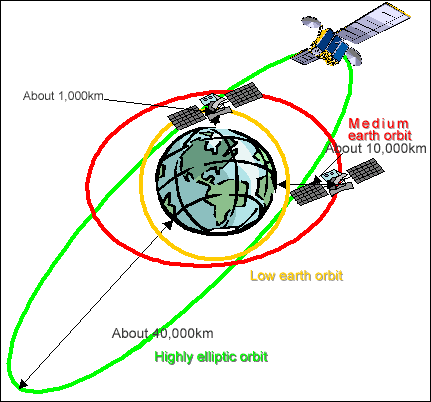 About 1,000km
Medium
earth orbit
About 10,000km
Low earth orbit
About 40,000km
Highly elliptic orbit